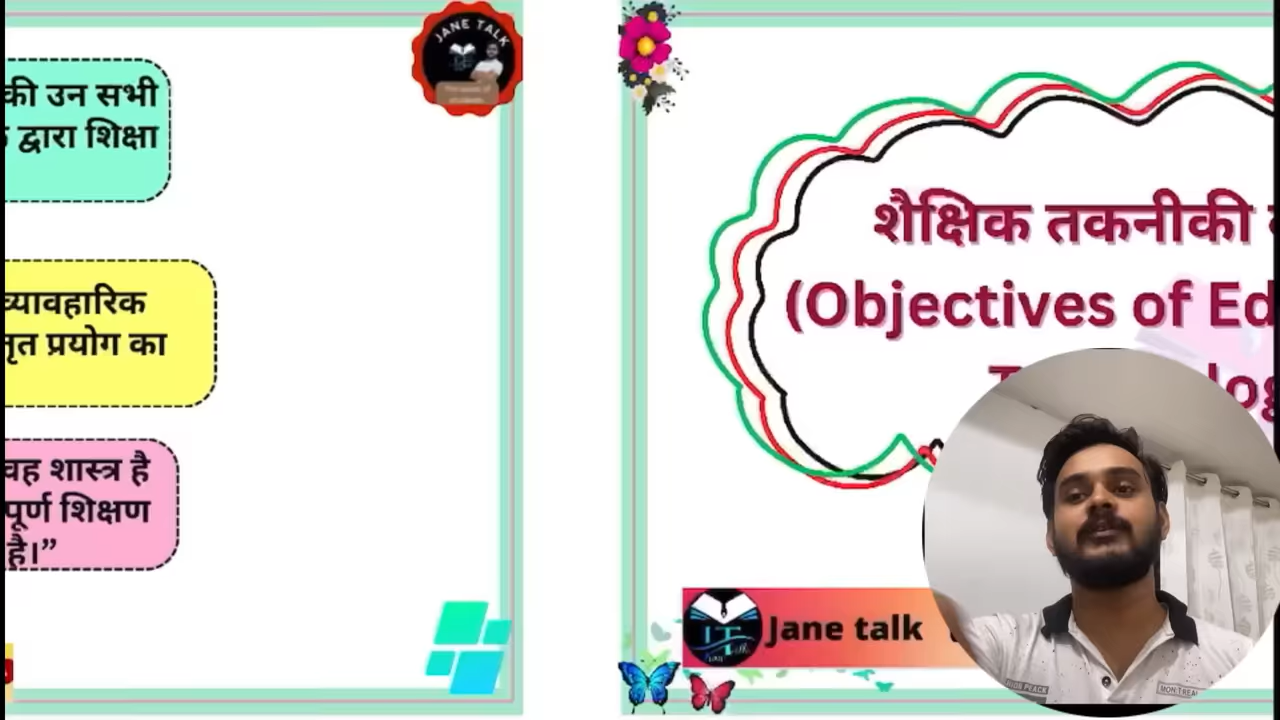 JANE TALK
की उन सभी
द्वारा शिक्षा
व्यावहारिक
प्रयोग का
वह शास्त्र है
शिक्षण
है।”
शैक्षिक तकनीकी
(Objectives of Ed
Jane talk